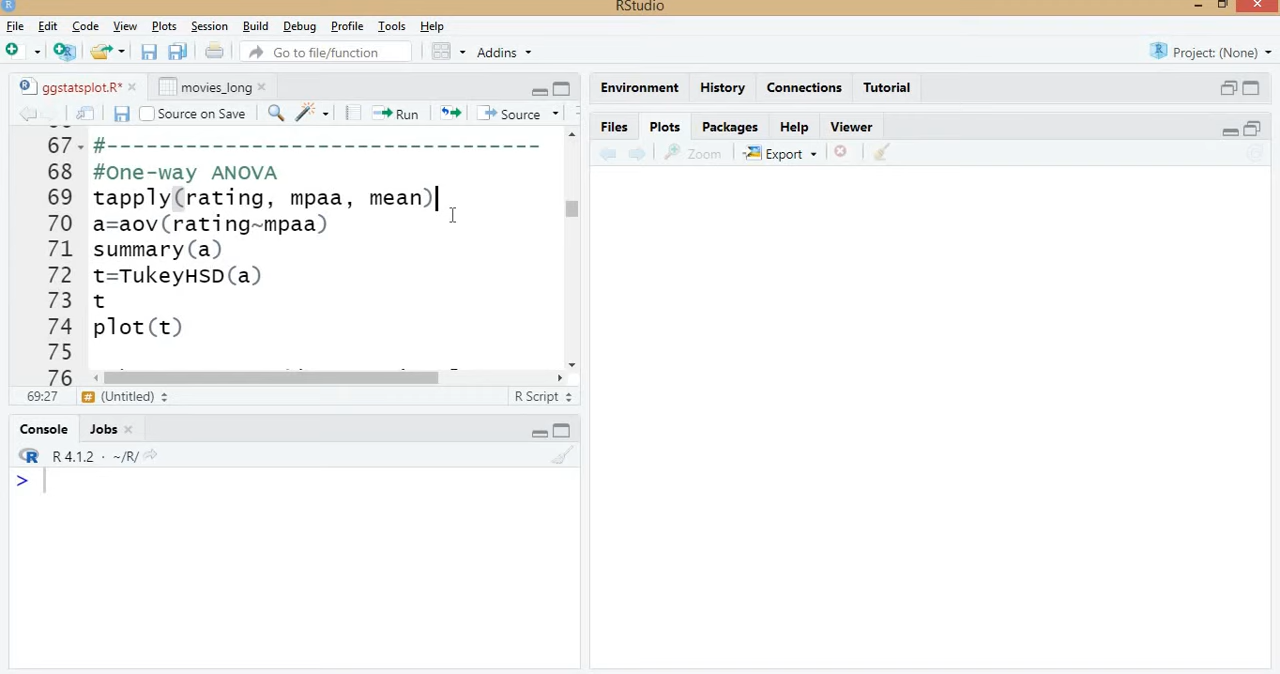 RStudio
File Edit Code View Plots Session Build Debug Profile Tools Help
Go to file/function Addins Project: (None)
ggstatsplot.R* movies_long
Source on Save Run Source
67 #---------------------------------
68 #One-way ANOVA
69 tapply(rating, mpaa, mean)
70 a=aov(rating~mpaa)
71 summary(a)
72 t=TukeyHSD(a)
73 t
74 plot(t)
75
76
69:27 # (Untitled) R Script
Console Jobs
R 4.1.2 · ~/R/
>
Environment History Connections Tutorial
Files Plots Packages Help Viewer
Zoom Export